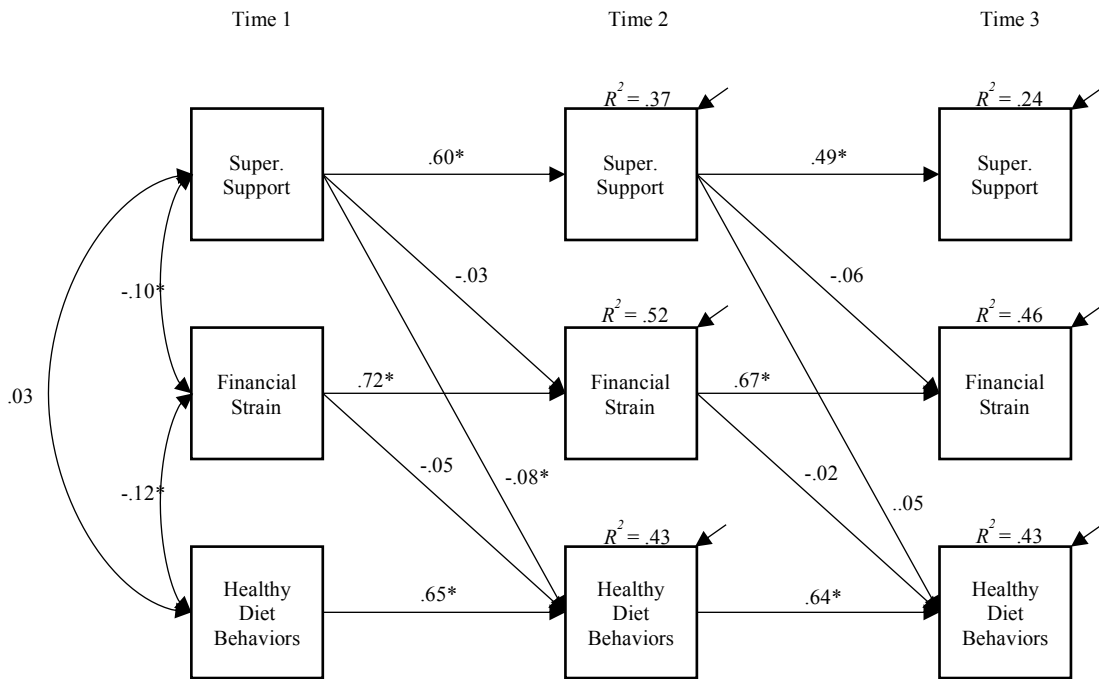 Time 1
Time 2
Time 3
R² = .37
R² = .24
Super.
Support
.60*
Super.
Support
.49*
Super.
Support
-.10*
-.03
-.06
R² = .52
R² = .46
.03
Financial
Strain
.72*
Financial
Strain
.67*
Financial
Strain
-.12*
-.05
-.08*
-.02
..05
R² = .43
R² = .43
Healthy
Diet
Behaviors
.65*
Healthy
Diet
Behaviors
.64*
Healthy
Diet
Behaviors